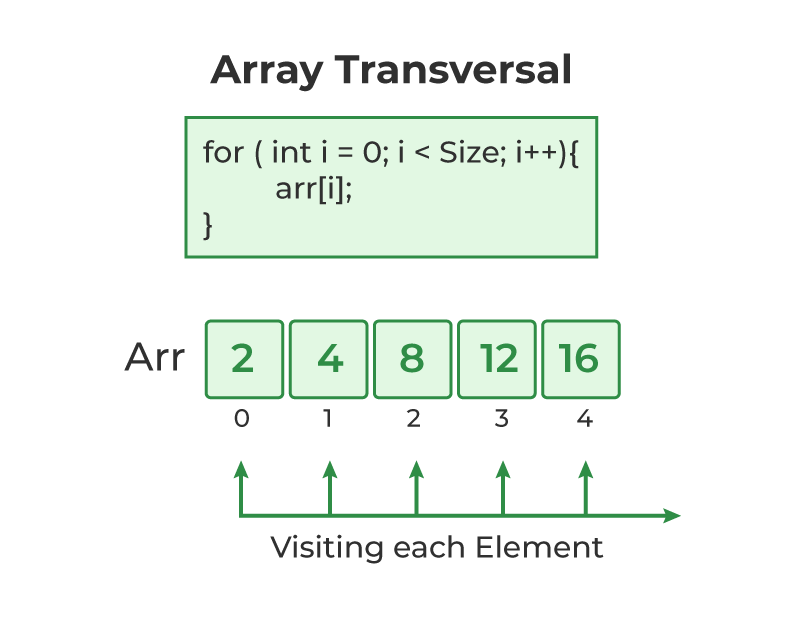 Array Transversal
for ( int i = 0; i < Size; i++){
arr[i];
}
Arr 2 4 8 12 16
0 1 2 3 4
Visiting each Element